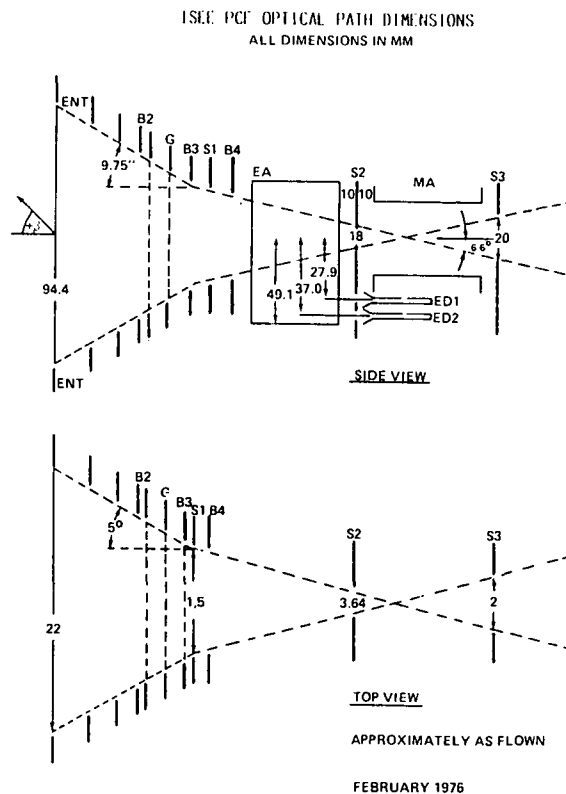 ISEE PCF OPTICAL PATH DIMENSIONS
ALL DIMENSIONS IN MM
ENT
B2
G
B3 S1 B4
9.75"
EA
S2
MA
S3
10 10
18
20
6 6°
94.4
27.9
37.0
49.1
ED1
ED2
ENT
SIDE VIEW
B2
G
B3
S1 B4
5°
S2
S3
22
1,5
3.64
2
TOP VIEW
APPROXIMATELY AS FLOWN
FEBRUARY 1976